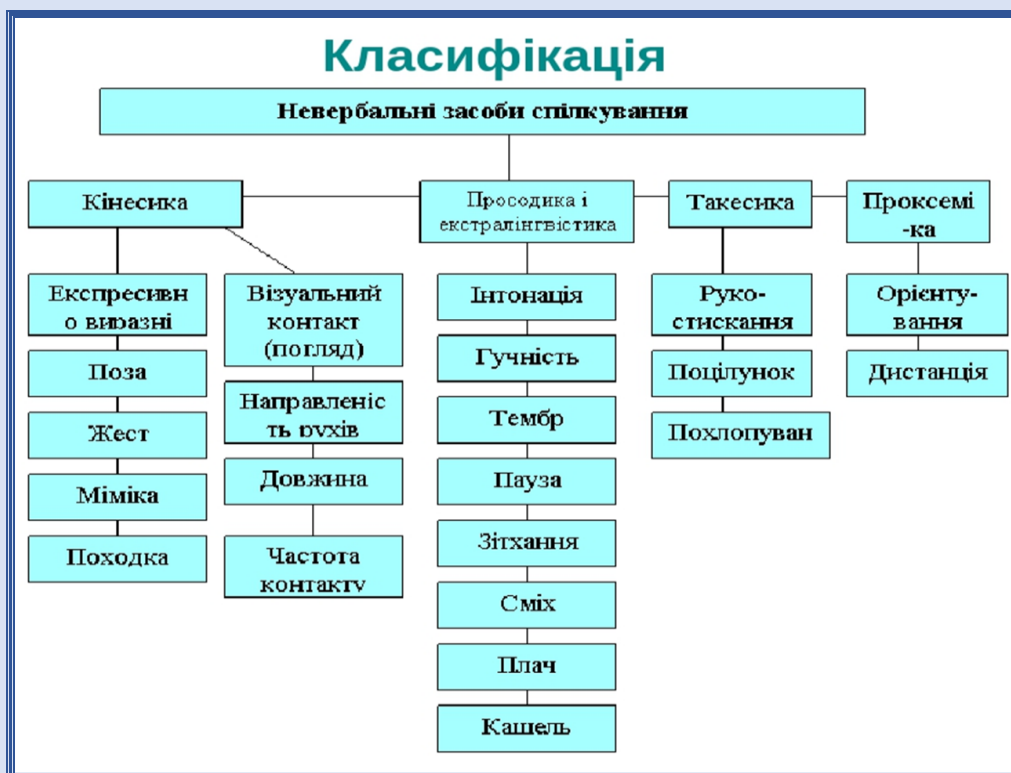 Класифікація
Невербальні засоби спілкування
Кінесика
Просодика і
екстралінгвістика
Такесика
Проксемі
-ка
Експресивн
о виразні
Поза
Жест
Міміка
Походка
Візуальний
контакт
(погляд)
Направленіс
ть рухів
Довжина
Частота
контакту
Інтонація
Гучність
Тембр
Пауза
Зітхання
Сміх
Плач
Кашель
Руко-
стискання
Поцілунок
Похлопуван
Орієнту-
вання
Дистанція